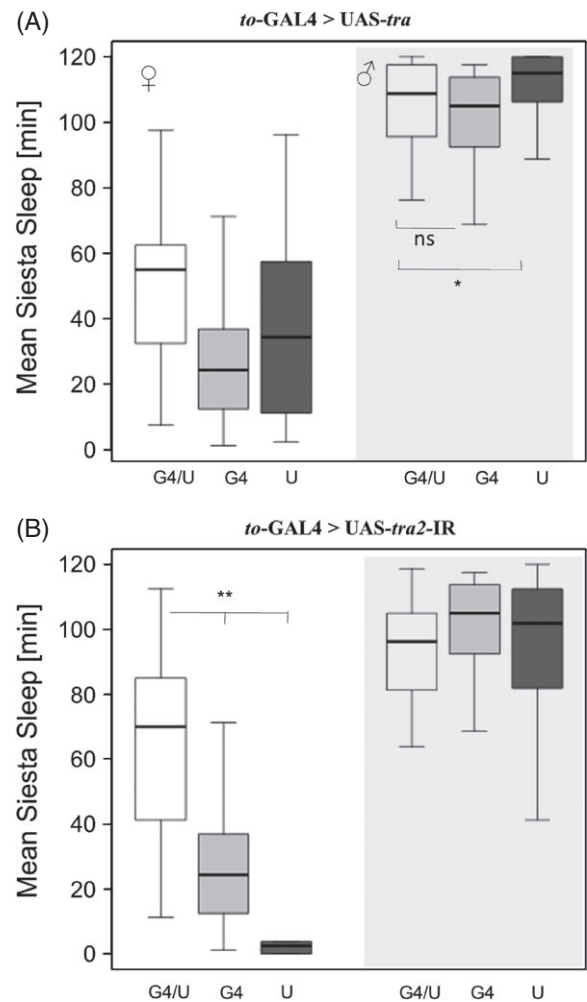 (A)
to-GAL4 > UAS-tra
Mean Siesta Sleep [min]
120
100
80
60
40
20
0
♀
♂
ns
*
G4/U G4 U G4/U G4 U
(B)
to-GAL4 > UAS-tra2-IR
Mean Siesta Sleep [min]
120
100
80
60
40
20
0
**
G4/U G4 U G4/U G4 U